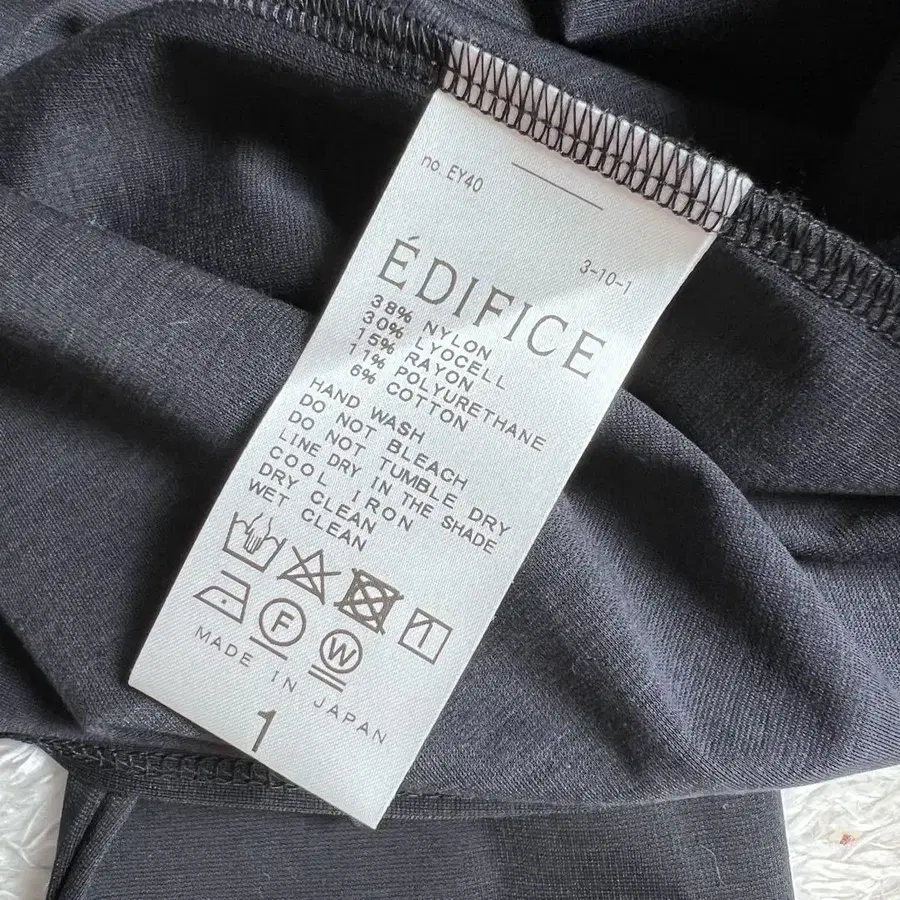 no. EY40
3-10-1
ÉDIFICE
38% NYLON
30% LYOCELL
15% RAYON
11% POLYURETHANE
6% COTTON
HAND WASH
DO NOT BLEACH
DO NOT TUMBLE DRY
LINE DRY IN THE SHADE
COOL IRON
DRY CLEAN
WET CLEAN
F
W
MADE IN JAPAN
1